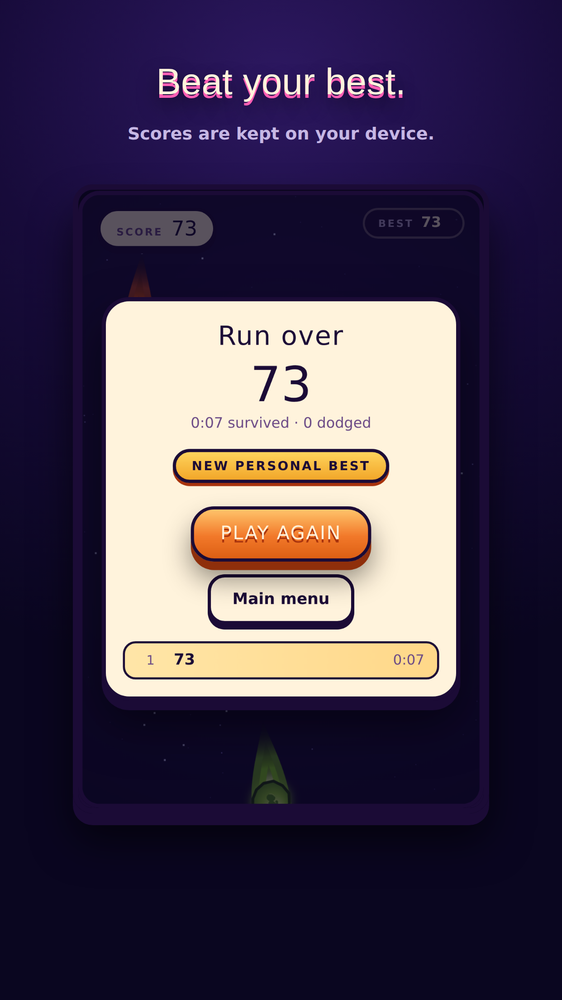 Beat your best.
Scores are kept on your device.
SCORE 73
BEST 73
Run over
73
0:07 survived · 0 dodged
NEW PERSONAL BEST
PLAY AGAIN
Main menu
1 73 0:07